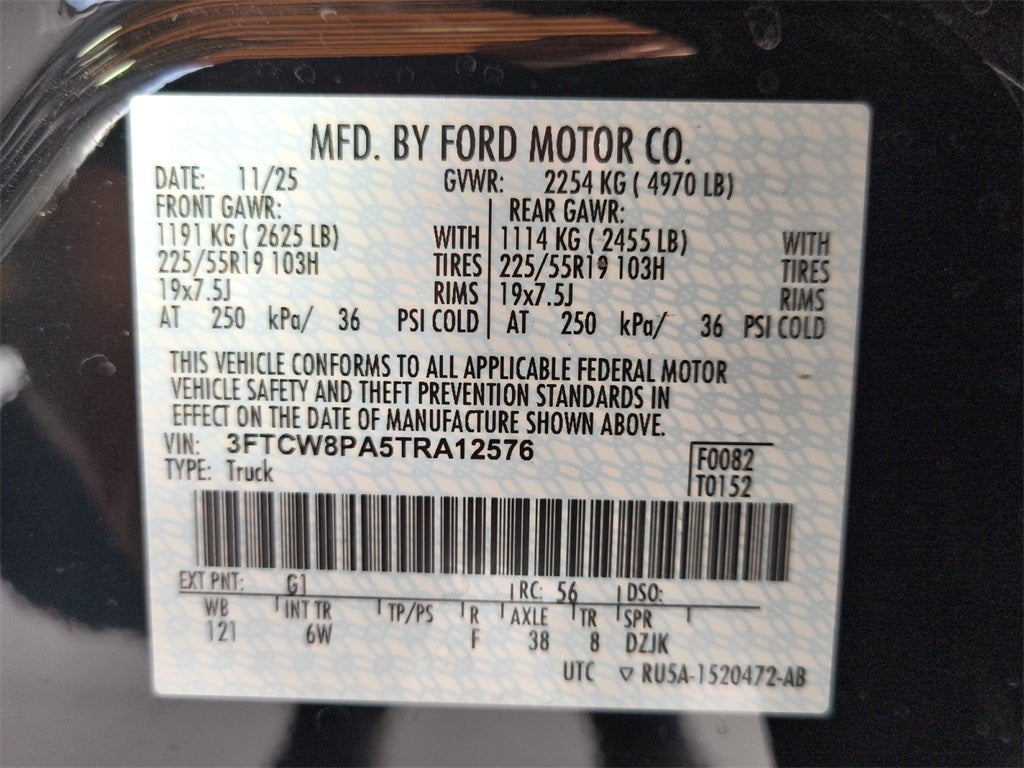 MFD. BY FORD MOTOR CO.
DATE: 11/25 GVWR: 2254 KG ( 4970 LB)
FRONT GAWR: REAR GAWR:
1191 KG ( 2625 LB) WITH 1114 KG ( 2455 LB) WITH
225/55R19 103H TIRES 225/55R19 103H TIRES
19x7.5J RIMS 19x7.5J RIMS
AT 250 kPa/ 36 PSI COLD AT 250 kPa/ 36 PSI COLD
THIS VEHICLE CONFORMS TO ALL APPLICABLE FEDERAL MOTOR
VEHICLE SAFETY AND THEFT PREVENTION STANDARDS IN
EFFECT ON THE DATE OF MANUFACTURE SHOWN ABOVE.
VIN: 3FTCW8PA5TRA12576
F0082
TYPE: Truck
T0152
EXT PNT: G1 RC: 56 DSO:
WB INT TR TP/PS R AXLE TR SPR
121 6W F 38 8 DZJK
UTC ▽ RU5A-1520472-AB